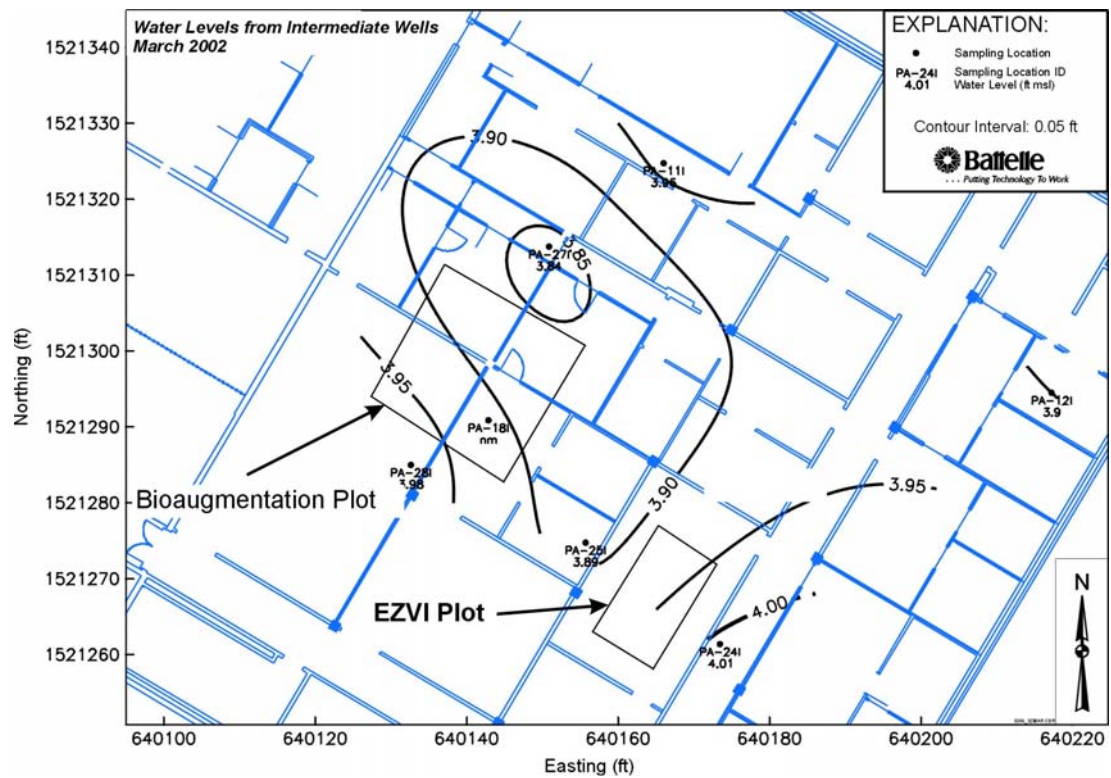 Water Levels from Intermediate Wells
March 2002
EXPLANATION:
Sampling Location
PA-24I Sampling Location ID
4.01 Water Level (ft msl)
Contour Interval: 0.05 ft
Battelle
... Putting Technology To Work
1521340
1521330
1521320
1521310
1521300
1521290
1521280
1521270
1521260
Northing (ft)
3.90
PA-11I
3.95
3.85
PA-27I
3.84
3.95
PA-18I
nm
PA-28I
3.98
PA-12I
3.9
Bioaugmentation Plot
3.90
3.95
PA-25I
3.89
EZVI Plot
4.00
PA-24I
4.01
N
640100
640120
640140
640160
640180
640200
640220
Easting (ft)